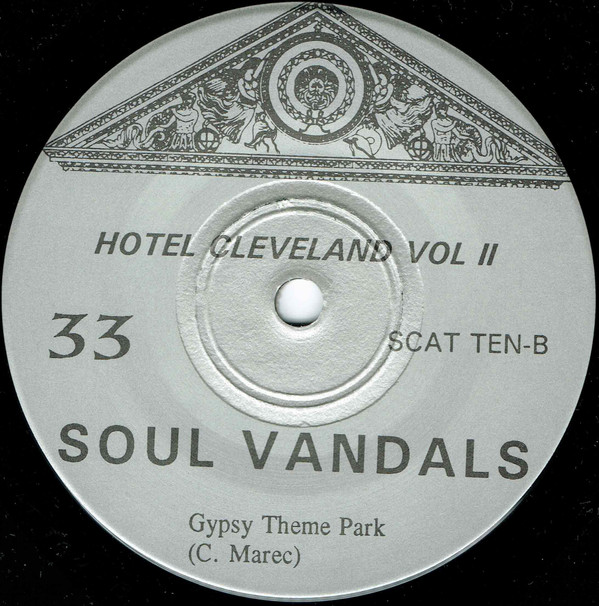 HOTEL CLEVELAND VOL II
33
SCAT TEN-B
SOUL VANDALS
Gypsy Theme Park
(C. Marec)